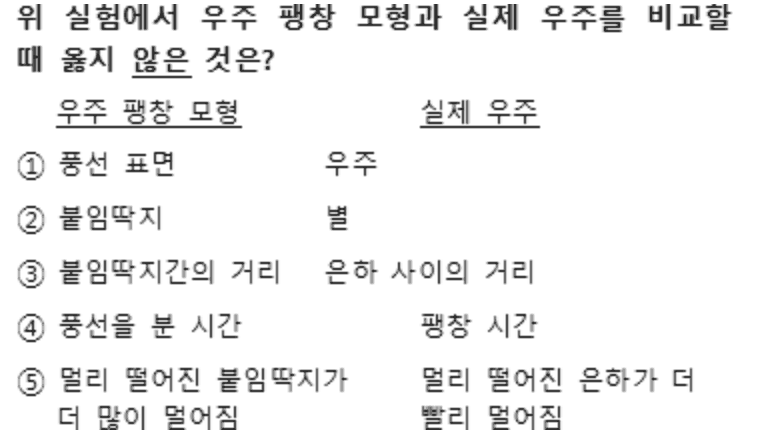 위 실험에서 우주 팽창 모형과 실제 우주를 비교할
때 옳지 않은 것은?
우주 팽창 모형 실제 우주
① 풍선 표면 우주
② 붙임딱지 별
③ 붙임딱지간의 거리 은하 사이의 거리
④ 풍선을 분 시간 팽창 시간
⑤ 멀리 떨어진 붙임딱지가 멀리 떨어진 은하가 더
더 많이 멀어짐 빨리 멀어짐